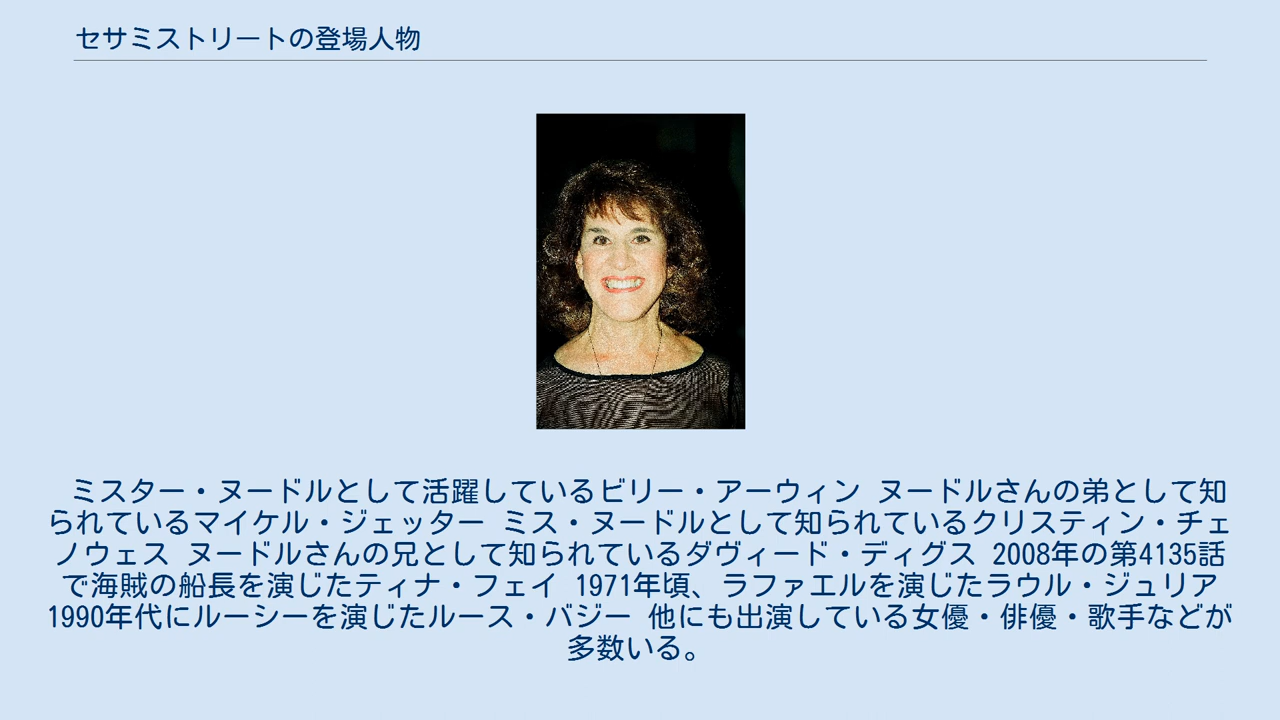 セサミストリートの登場人物
ミスター・ヌードルとして活躍しているビリー・アーウィン ヌードルさんの弟として知
られているマイケル・ジェッター ミス・ヌードルとして知られているクリスティン・チェ
ノウェス ヌードルさんの兄として知られているダヴィード・ディグス 2008年の第4135話
で海賊の船長を演じたティナ・フェイ 1971年頃、ラファエルを演じたラウル・ジュリア
1990年代にルーシーを演じたルース・バジー 他にも出演している女優・俳優・歌手などが
多数いる。